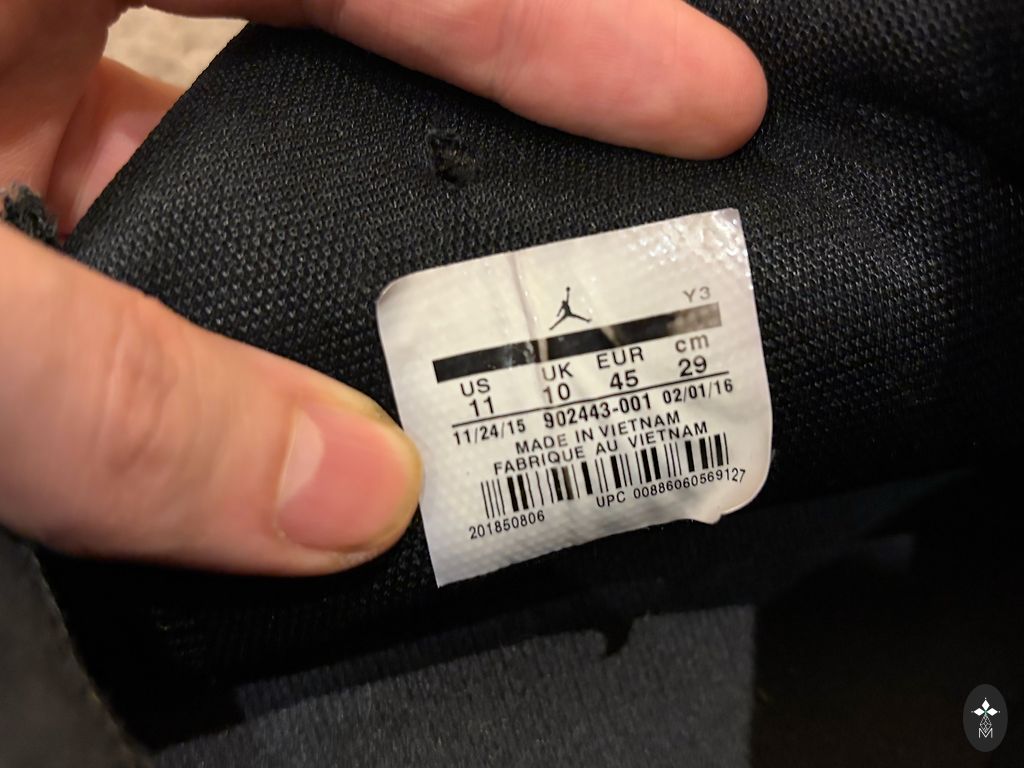 Y3
US UK EUR cm
11 10 45 29
11/24/15 902443-001 02/01/16
MADE IN VIETNAM
FABRIQUE AU VIETNAM
201850806 UPC 00886060569127
M